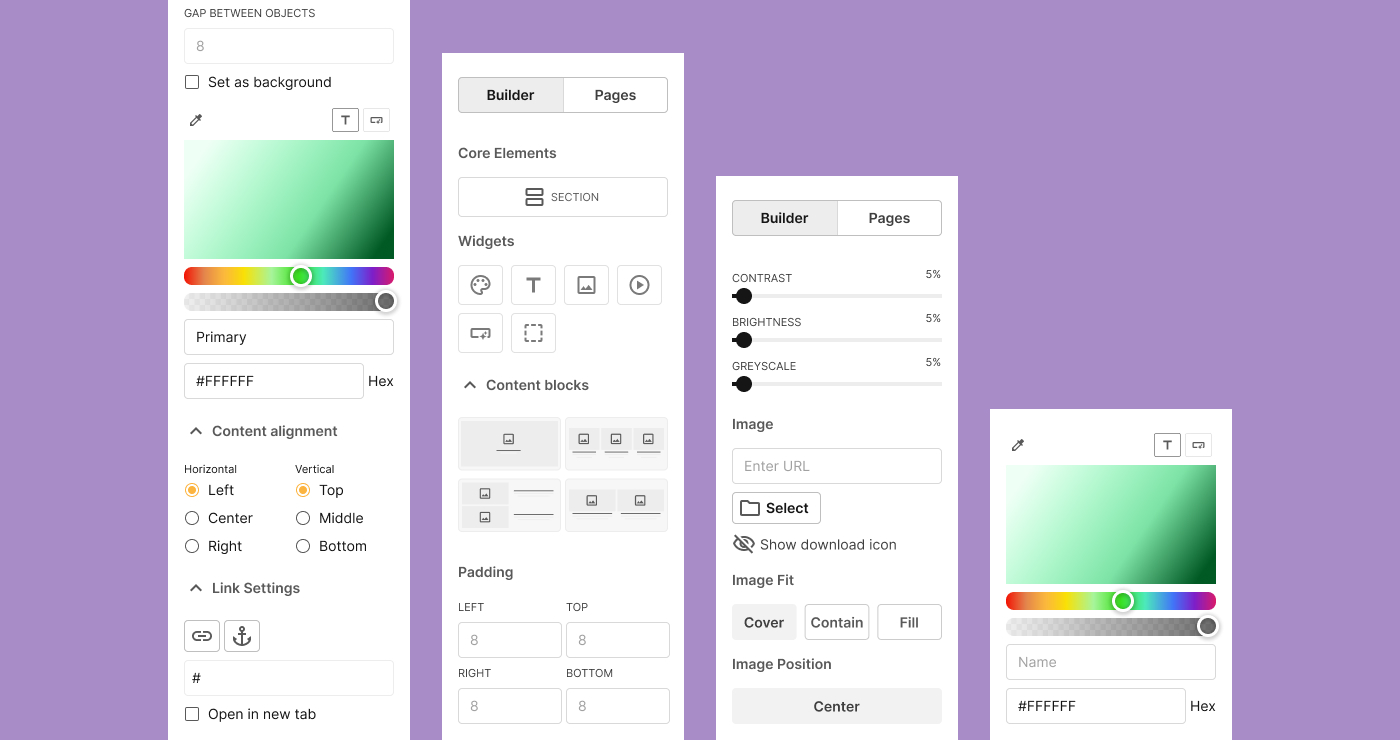 GAP BETWEEN OBJECTS
8
Set as background
T
Primary
#FFFFFF Hex
Content alignment
Horizontal Vertical
Left Top
Center Middle
Right Bottom
Link Settings
#
Open in new tab
Builder Pages
Core Elements
SECTION
Widgets
T
Content blocks
Padding
LEFT TOP
8 8
RIGHT BOTTOM
8 8
Builder Pages
CONTRAST 5%
BRIGHTNESS 5%
GREYSCALE 5%
Image
Enter URL
Select
Show download icon
Image Fit
Cover Contain Fill
Image Position
Center
T
Name
#FFFFFF Hex